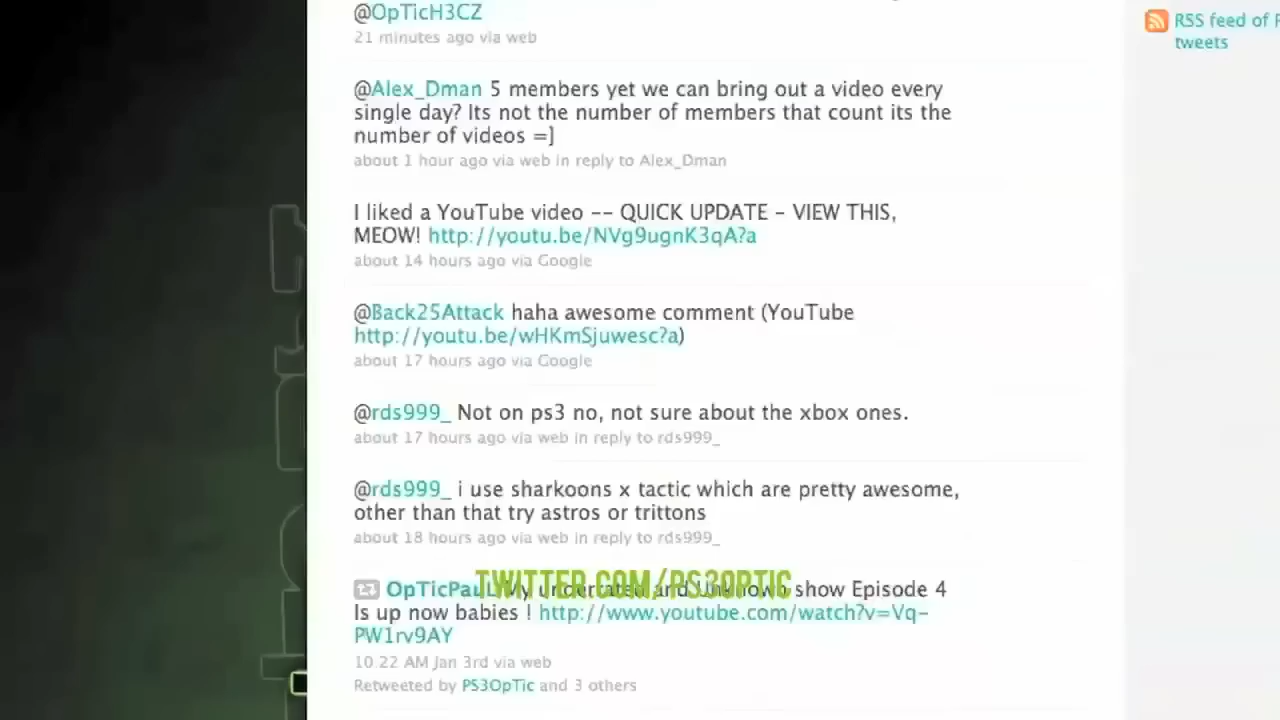 @OpTicH3CZ
21 minutes ago via web
RSS feed of
tweets
@Alex_Dman 5 members yet we can bring out a video every
single day? Its not the number of members that count its the
number of videos =]
about 1 hour ago via web in reply to Alex_Dman
I liked a YouTube video -- QUICK UPDATE - VIEW THIS,
MEOW! http://youtu.be/NVg9ugnK3qA?a
about 14 hours ago via Google
@Back25Attack haha awesome comment (YouTube
http://youtu.be/wHKmSjuwesc?a)
about 17 hours ago via Google
@rds999_ Not on ps3 no, not sure about the xbox ones.
about 17 hours ago via web in reply to rds999_
@rds999_ i use sharkoons x tactic which are pretty awesome,
other than that try astros or trittons
about 18 hours ago via web in reply to rds999_
TWITTER.COM/PS3OPTIC
OpTicPauL My underrated and unknown show Episode 4
Is up now babies ! http://www.youtube.com/watch?v=Vq-
PW1rv9AY
10.22 AM Jan 3rd via web
Retweeted by PS3OpTic and 3 others